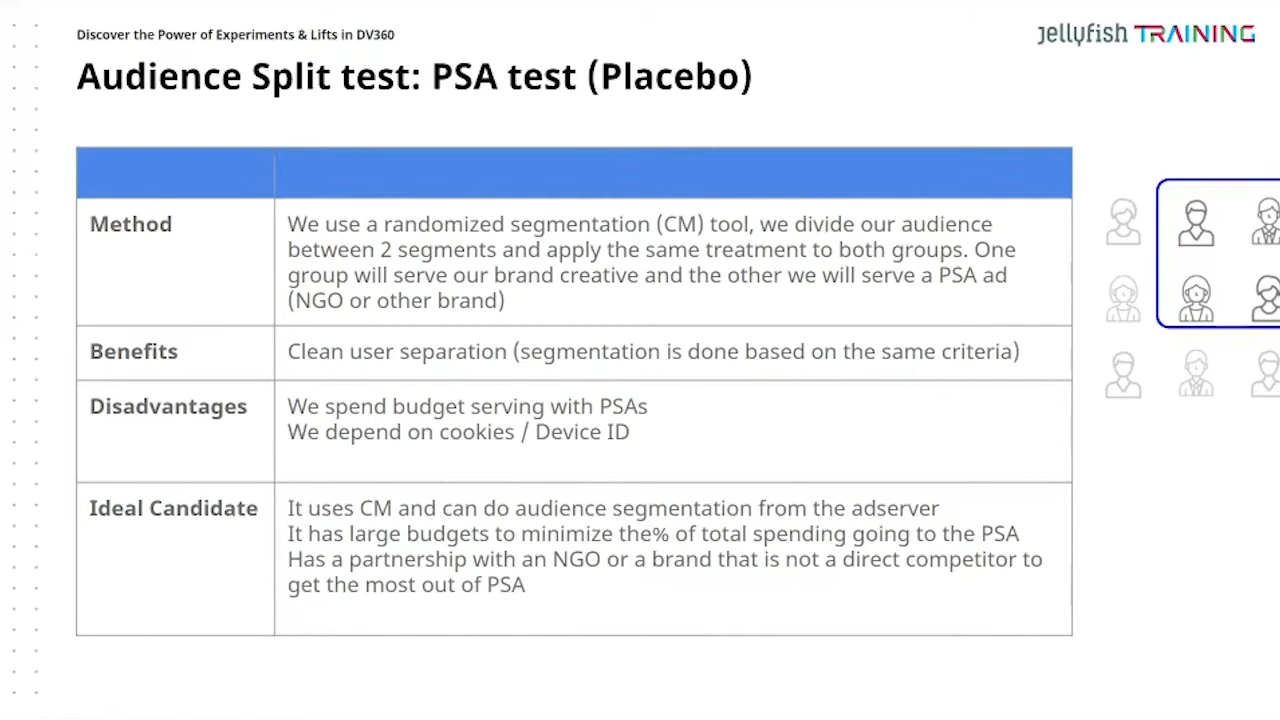 Discover the Power of Experiments & Lifts in DV360
jellyfish TRAINING
Audience Split test: PSA test (Placebo)
Method
We use a randomized segmentation (CM) tool, we divide our audience
between 2 segments and apply the same treatment to both groups. One
group will serve our brand creative and the other we will serve a PSA ad
(NGO or other brand)
Benefits
Clean user separation (segmentation is done based on the same criteria)
Disadvantages
We spend budget serving with PSAs
We depend on cookies / Device ID
Ideal Candidate
It uses CM and can do audience segmentation from the adserver
It has large budgets to minimize the% of total spending going to the PSA
Has a partnership with an NGO or a brand that is not a direct competitor to
get the most out of PSA